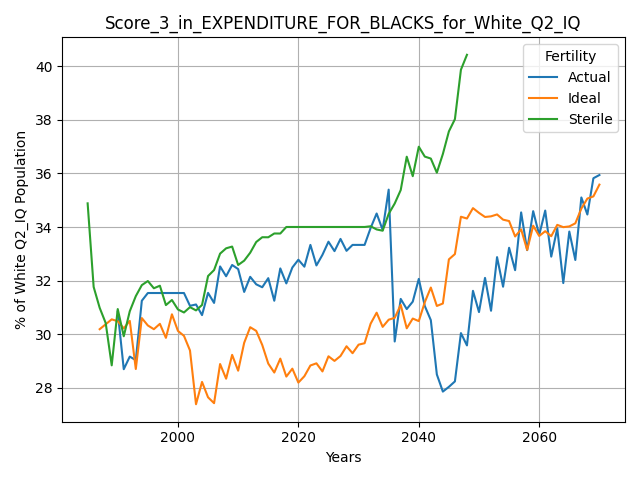 Score_3_in_EXPENDITURE_FOR_BLACKS_for_White_Q2_IQ
Fertility
Actual
Ideal
Sterile
% of White Q2_IQ Population
40
38
36
34
32
30
28
2000
2020
2040
2060
Years